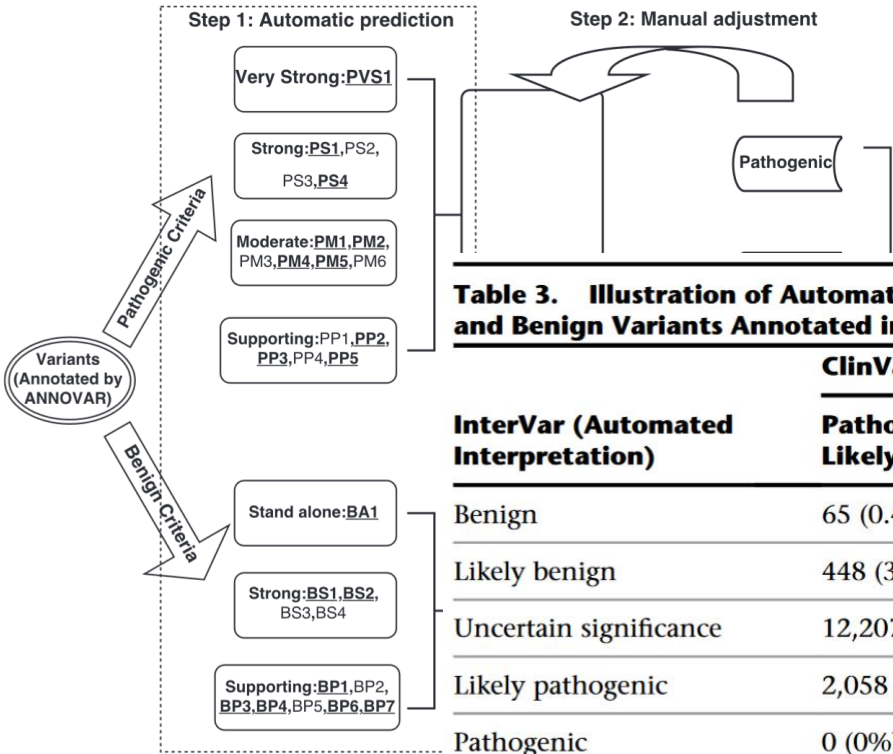 Step 1: Automatic prediction
Step 2: Manual adjustment
Very Strong:PVS1
Strong:PS1,PS2,
PS3,PS4
Moderate:PM1,PM2,
PM3,PM4,PM5,PM6
Supporting:PP1,PP2,
PP3,PP4,PP5
Pathogenic Criteria
Variants
(Annotated by
ANNOVAR)
Benign Criteria
Stand alone:BA1
Strong:BS1,BS2,
BS3,BS4
Supporting:BP1,BP2,
BP3,BP4,BP5,BP6,BP7
Pathogenic
Table 3. Illustration of Automat
and Benign Variants Annotated i
ClinV
InterVar (Automated
Interpretation)
Patho
Likely
Benign 65 (0.
Likely benign 448 (3
Uncertain significance 12,20
Likely pathogenic 2,058
Pathogenic 0 (0%